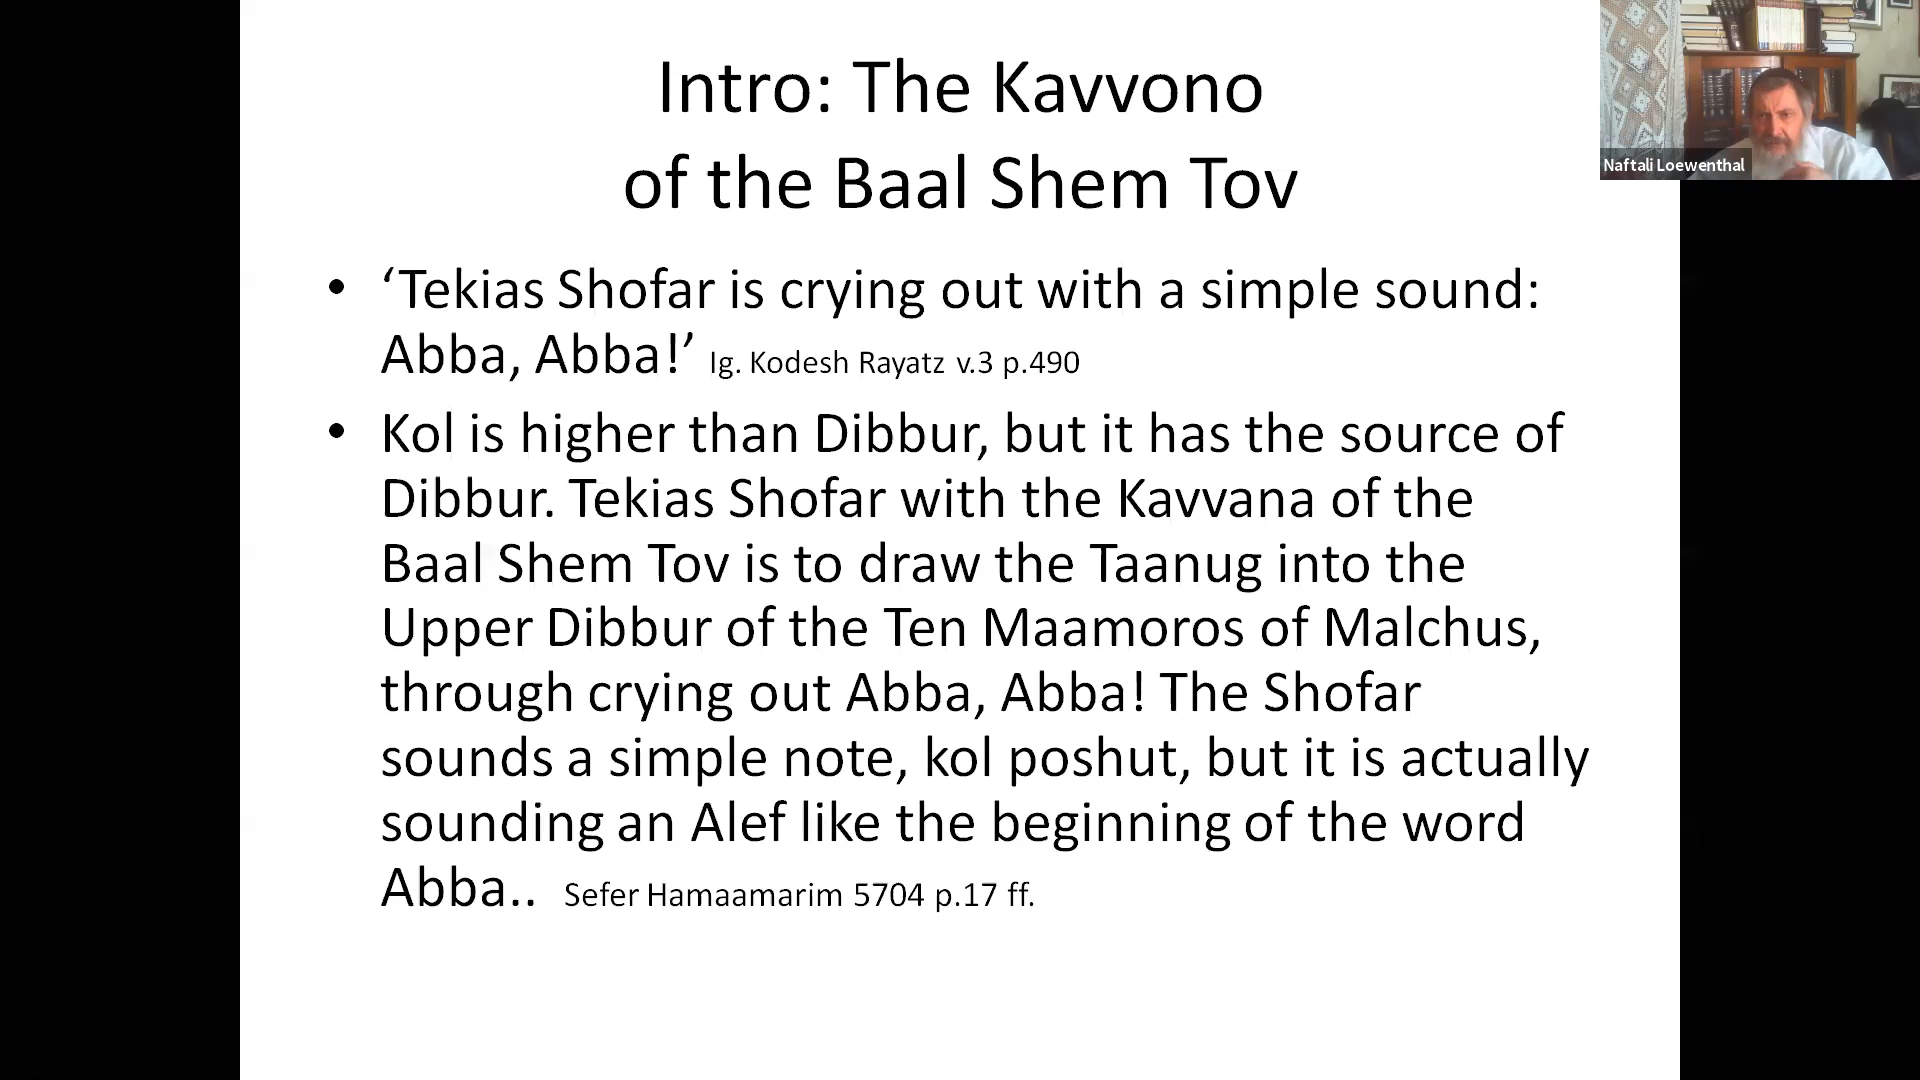 Intro: The Kavvono
of the Baal Shem Tov
• ‘Tekias Shofar is crying out with a simple sound:
Abba, Abba!’ Ig. Kodesh Rayatz v.3 p.490
• Kol is higher than Dibbur, but it has the source of
Dibbur. Tekias Shofar with the Kavvana of the
Baal Shem Tov is to draw the Taanug into the
Upper Dibbur of the Ten Maamoros of Malchus,
through crying out Abba, Abba! The Shofar
sounds a simple note, kol poshut, but it is actually
sounding an Alef like the beginning of the word
Abba.. Sefer Hamaamarim 5704 p.17 ff.
Naftali Loewenthal